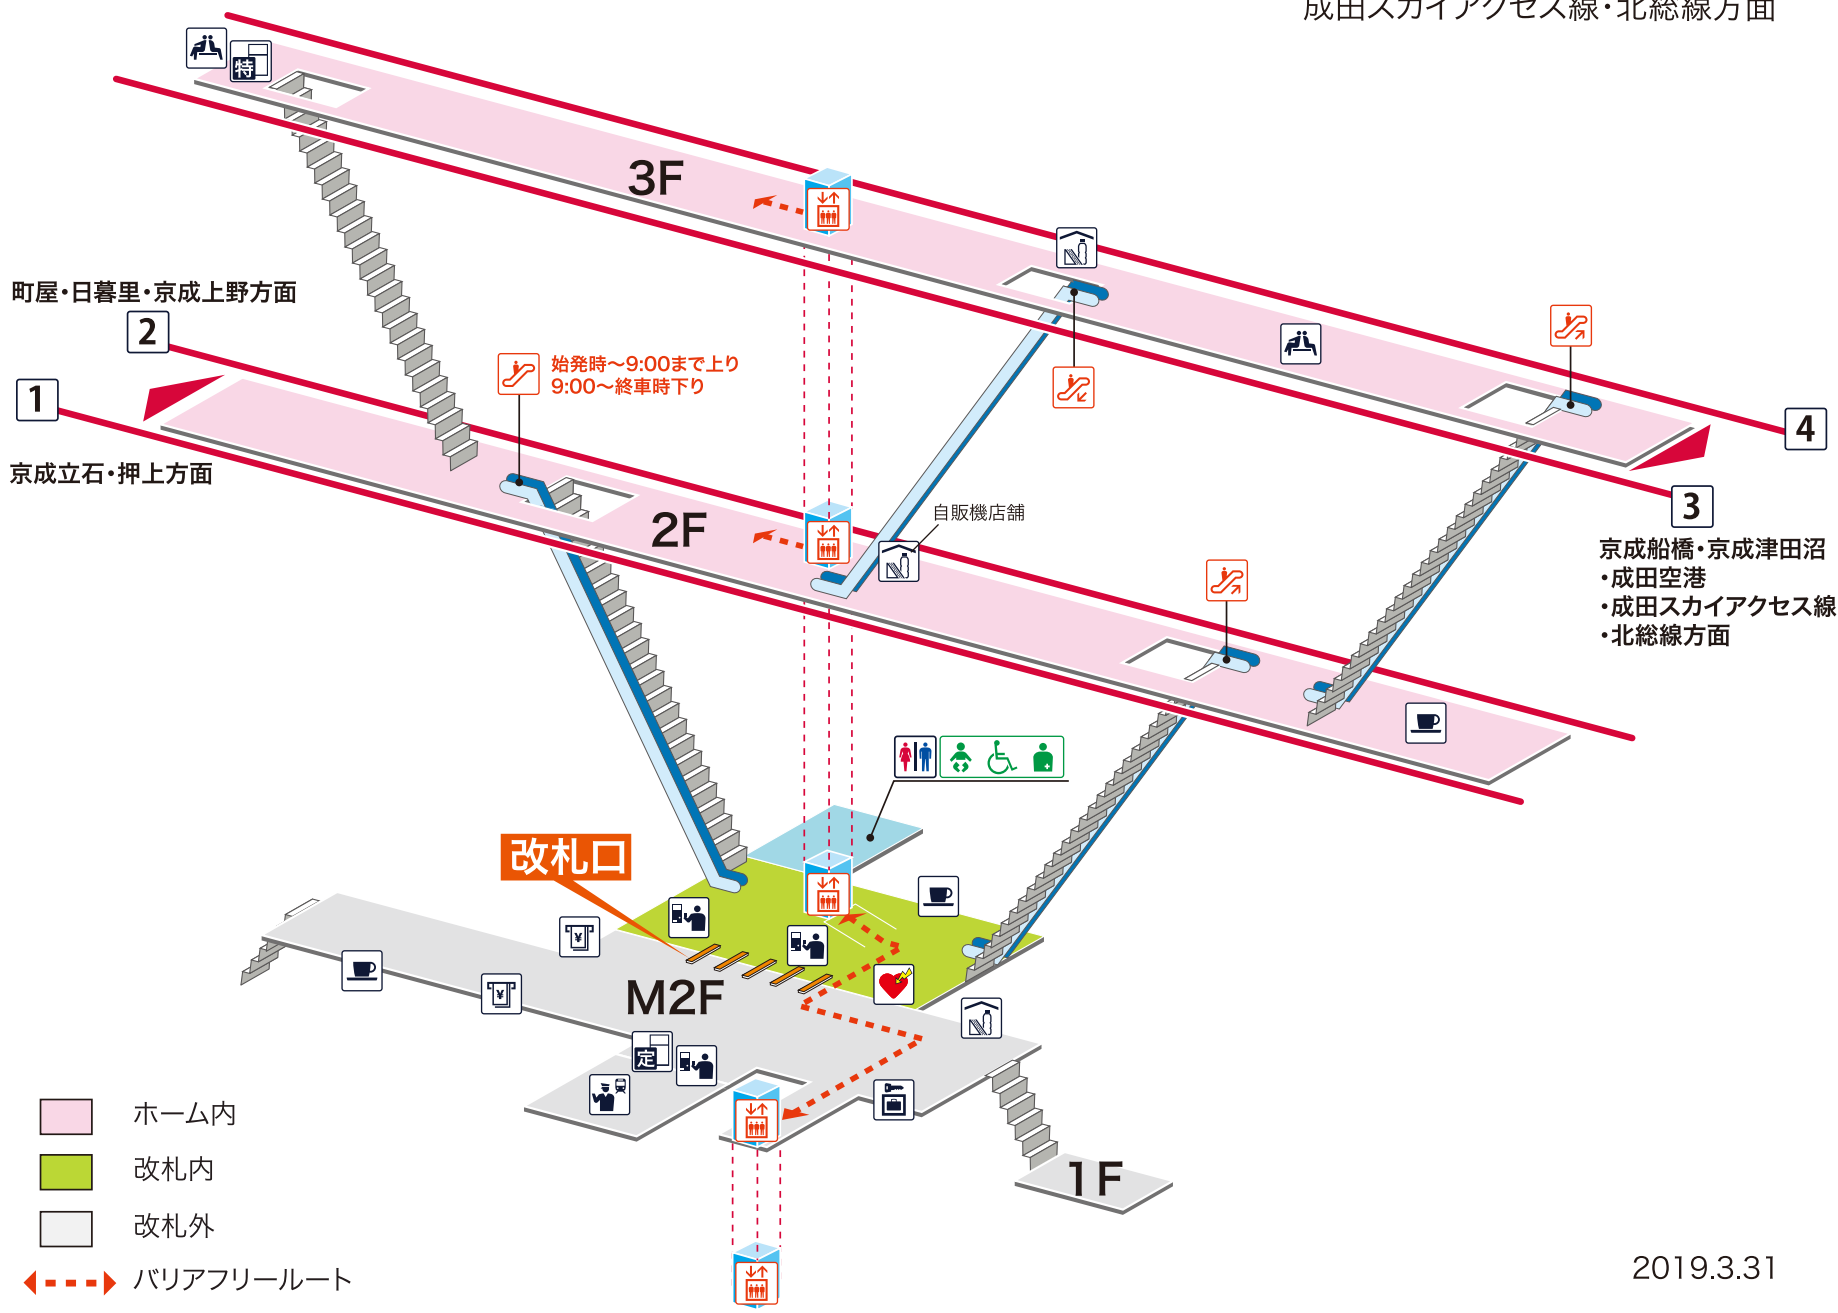 成田スカイアクセス線・北総線方面
特
3F
町屋・日暮里・京成上野方面
2
1
始発時～9:00まで上り
9:00～終車時下り
京成立石・押上方面
4
3
2F
自販機店舗
京成船橋・京成津田沼
・成田空港
・成田スカイアクセス線
・北総線方面
改札口
¥
¥
M2F
定
1F
ホーム内
改札内
改札外
バリアフリールート
2019.3.31